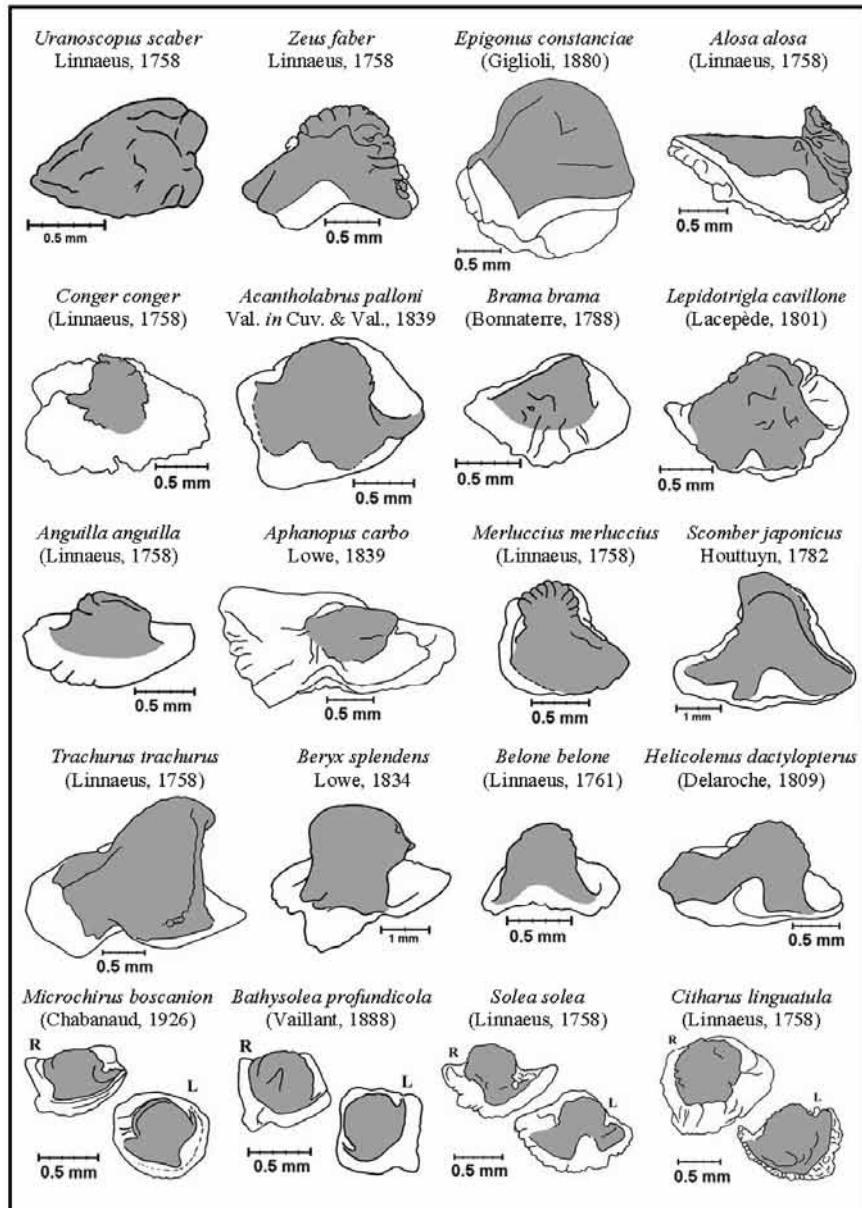 Uranoscopus scaber
Linnaeus, 1758
Zeus faber
Linnaeus, 1758
Epigonus constanciae
(Giglioli, 1880)
Alosa alosa
(Linnaeus, 1758)
0.5 mm
0.5 mm
0.5 mm
0.5 mm
Conger conger
(Linnaeus, 1758)
Acantholabrus palloni
Val. in Cuv. & Val., 1839
Brama brama
(Bonnaterre, 1788)
Lepidotrigla cavillone
(Lacepède, 1801)
0.5 mm
0.5 mm
0.5 mm
0.5 mm
Anguilla anguilla
(Linnaeus, 1758)
Aphanopus carbo
Lowe, 1839
Merluccius merluccius
(Linnaeus, 1758)
Scomber japonicus
Houttuyn, 1782
0.5 mm
0.5 mm
0.5 mm
1 mm
Trachurus trachurus
(Linnaeus, 1758)
Beryx splendens
Lowe, 1834
Belone belone
(Linnaeus, 1761)
Helicolenus dactylopterus
(Delaroche, 1809)
0.5 mm
1 mm
0.5 mm
0.5 mm
Microchirus boscanion
(Chabanaud, 1926)
Bathysolea profundicola
(Vaillant, 1888)
Solea solea
(Linnaeus, 1758)
Citharus linguatula
(Linnaeus, 1758)
R
L
R
L
R
L
R
L
0.5 mm
0.5 mm
0.5 mm
0.5 mm